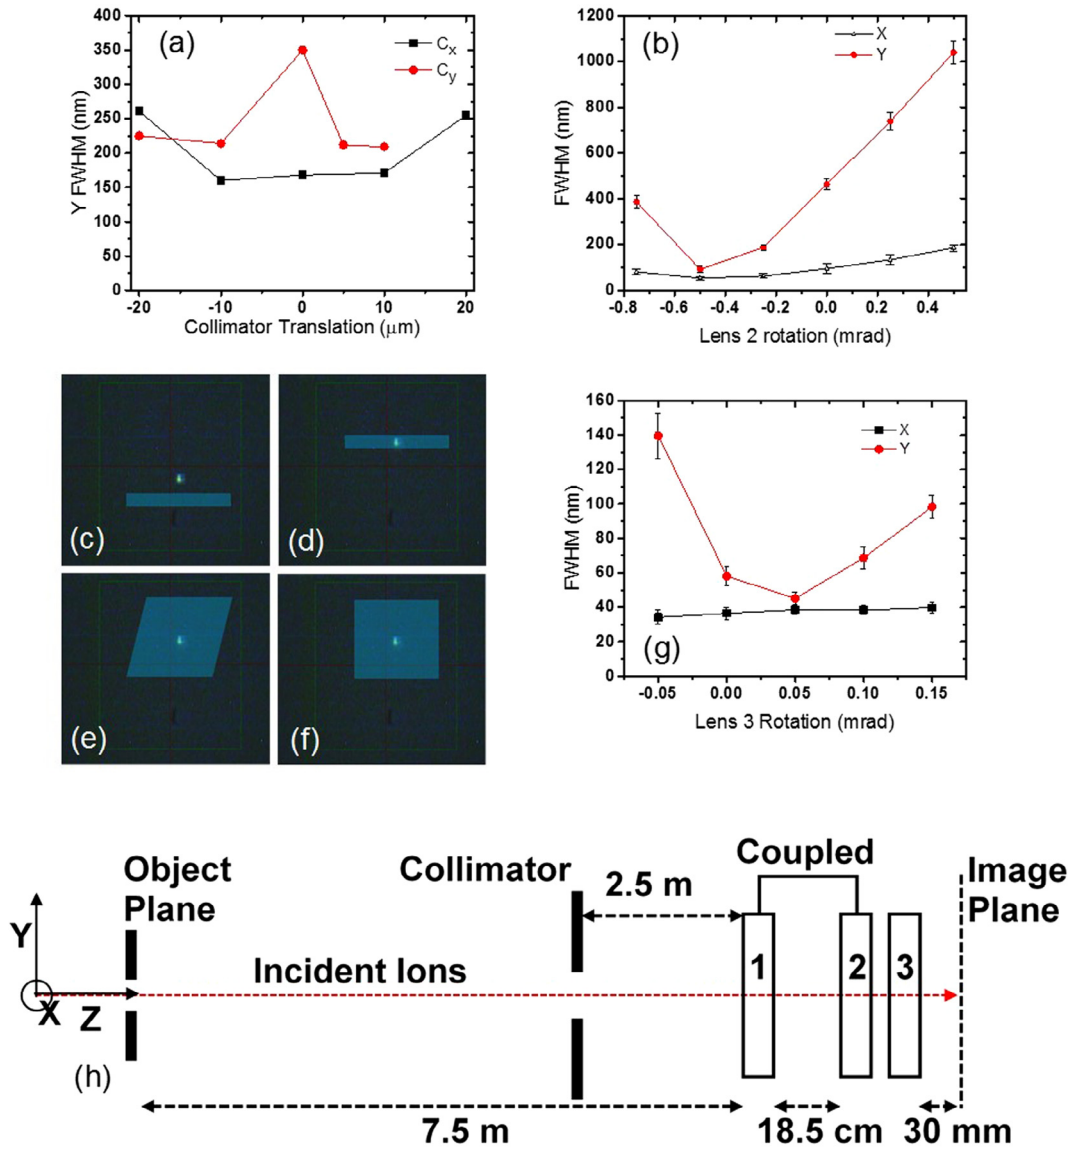 (a)
400
350
300
250
200
150
100
50
0
Y FWHM (nm)
Cx
Cy
-20 -10 0 10 20
Collimator Translation (μm)
(b)
1200
1000
800
600
400
200
0
FWHM (nm)
X
Y
-0.8 -0.6 -0.4 -0.2 0.0 0.2 0.4
Lens 2 rotation (mrad)
(c)
(d)
(e)
(f)
160
140
120
100
80
60
40
20
0
FWHM (nm)
X
Y
(g)
-0.05 0.00 0.05 0.10 0.15
Lens 3 Rotation (mrad)
Object
Plane
Collimator
Coupled
2.5 m
Image
Plane
Y
X
Z
Incident Ions
1 2 3
(h)
7.5 m
18.5 cm
30 mm